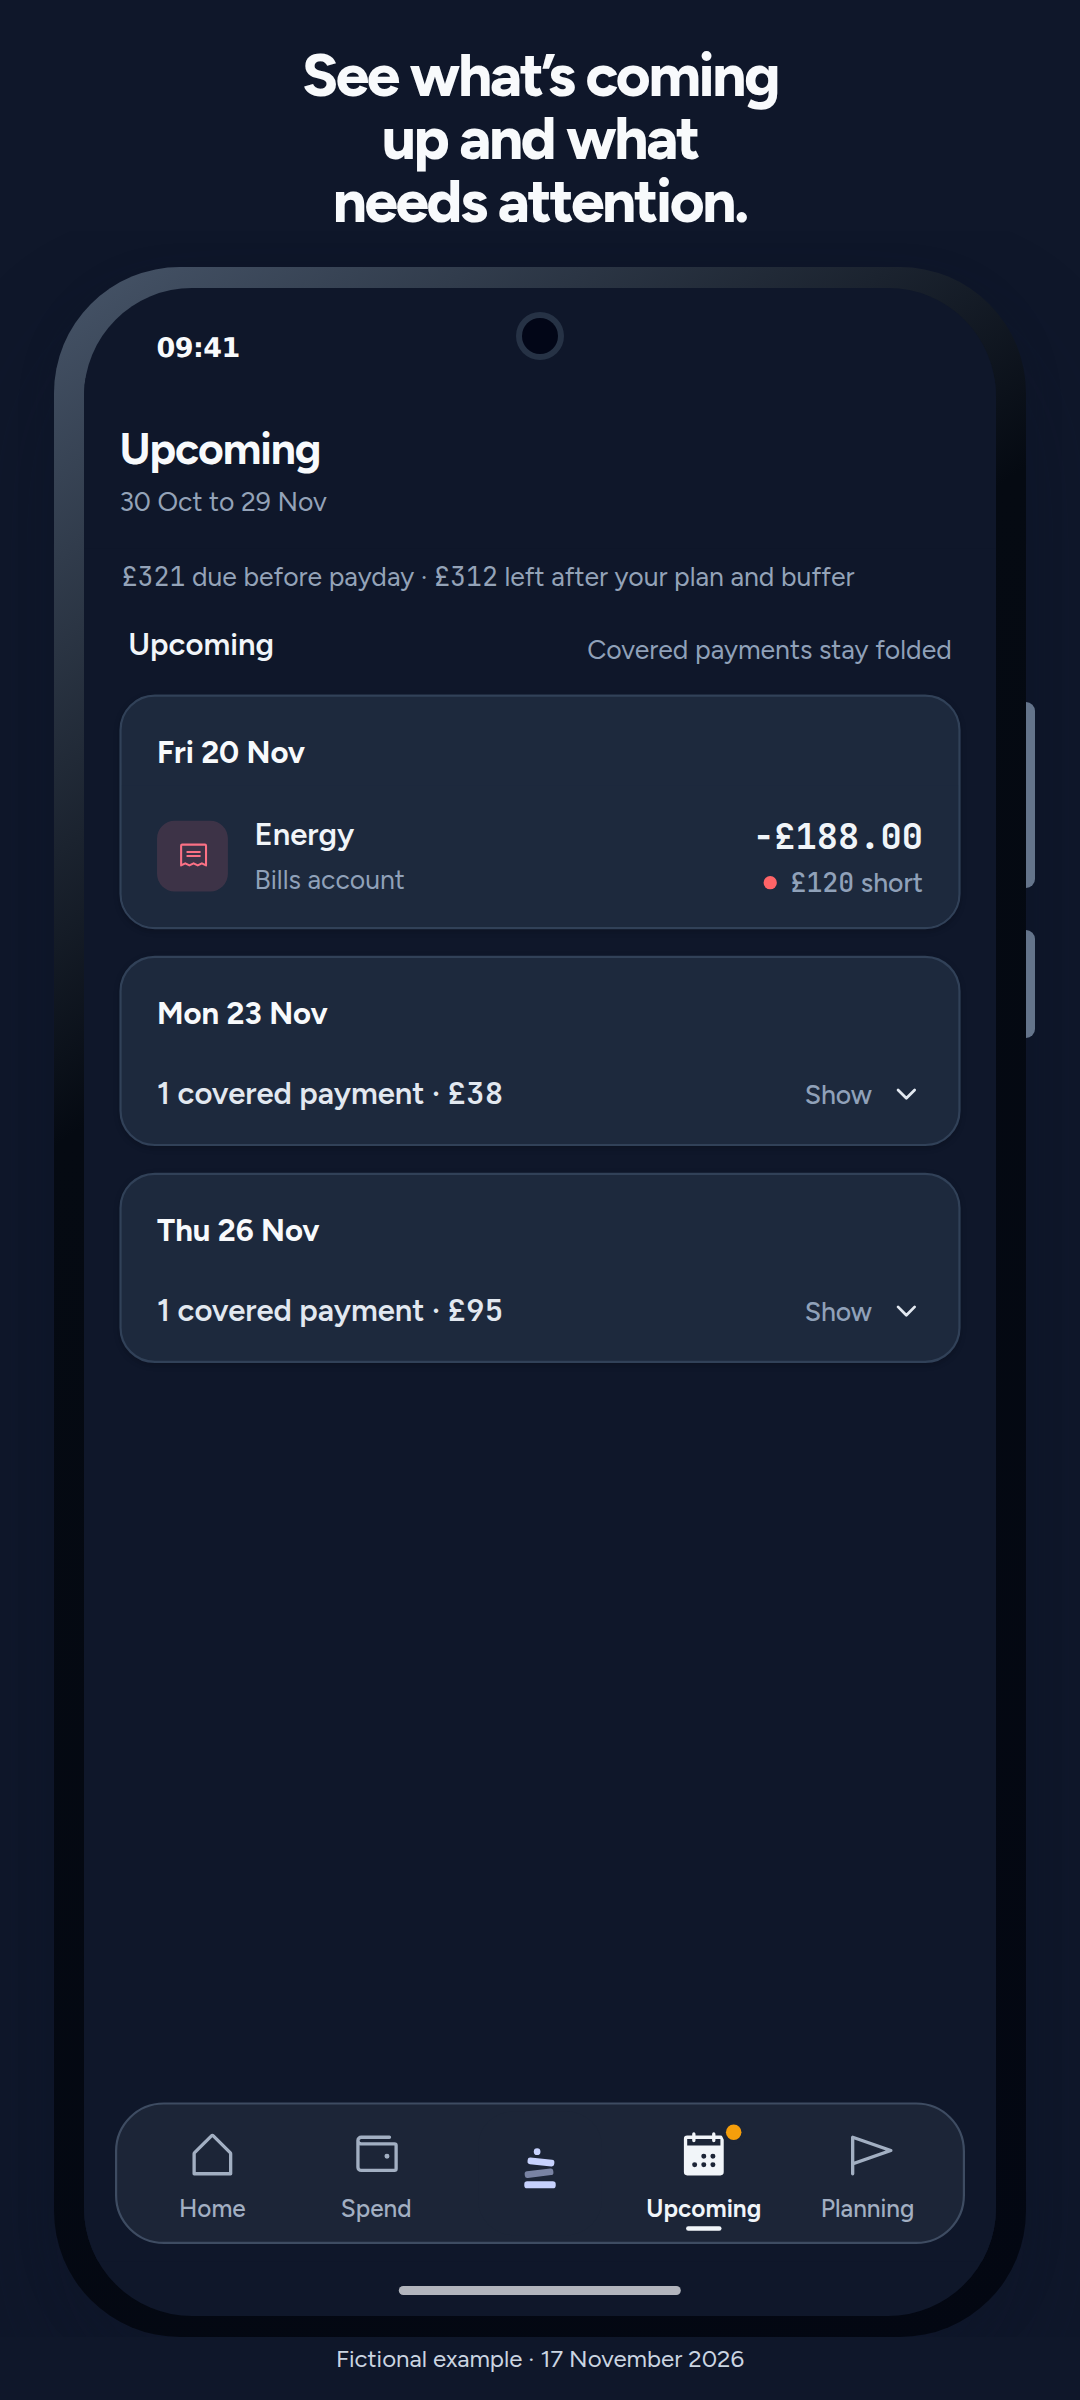 See what’s coming
up and what
needs attention.
09:41
Upcoming
30 Oct to 29 Nov
£321 due before payday · £312 left after your plan and buffer
Upcoming
Covered payments stay folded
Fri 20 Nov
Energy
-£188.00
Bills account
£120 short
Mon 23 Nov
1 covered payment · £38
Show
Thu 26 Nov
1 covered payment · £95
Show
Home
Spend
Upcoming
Planning
Fictional example · 17 November 2026